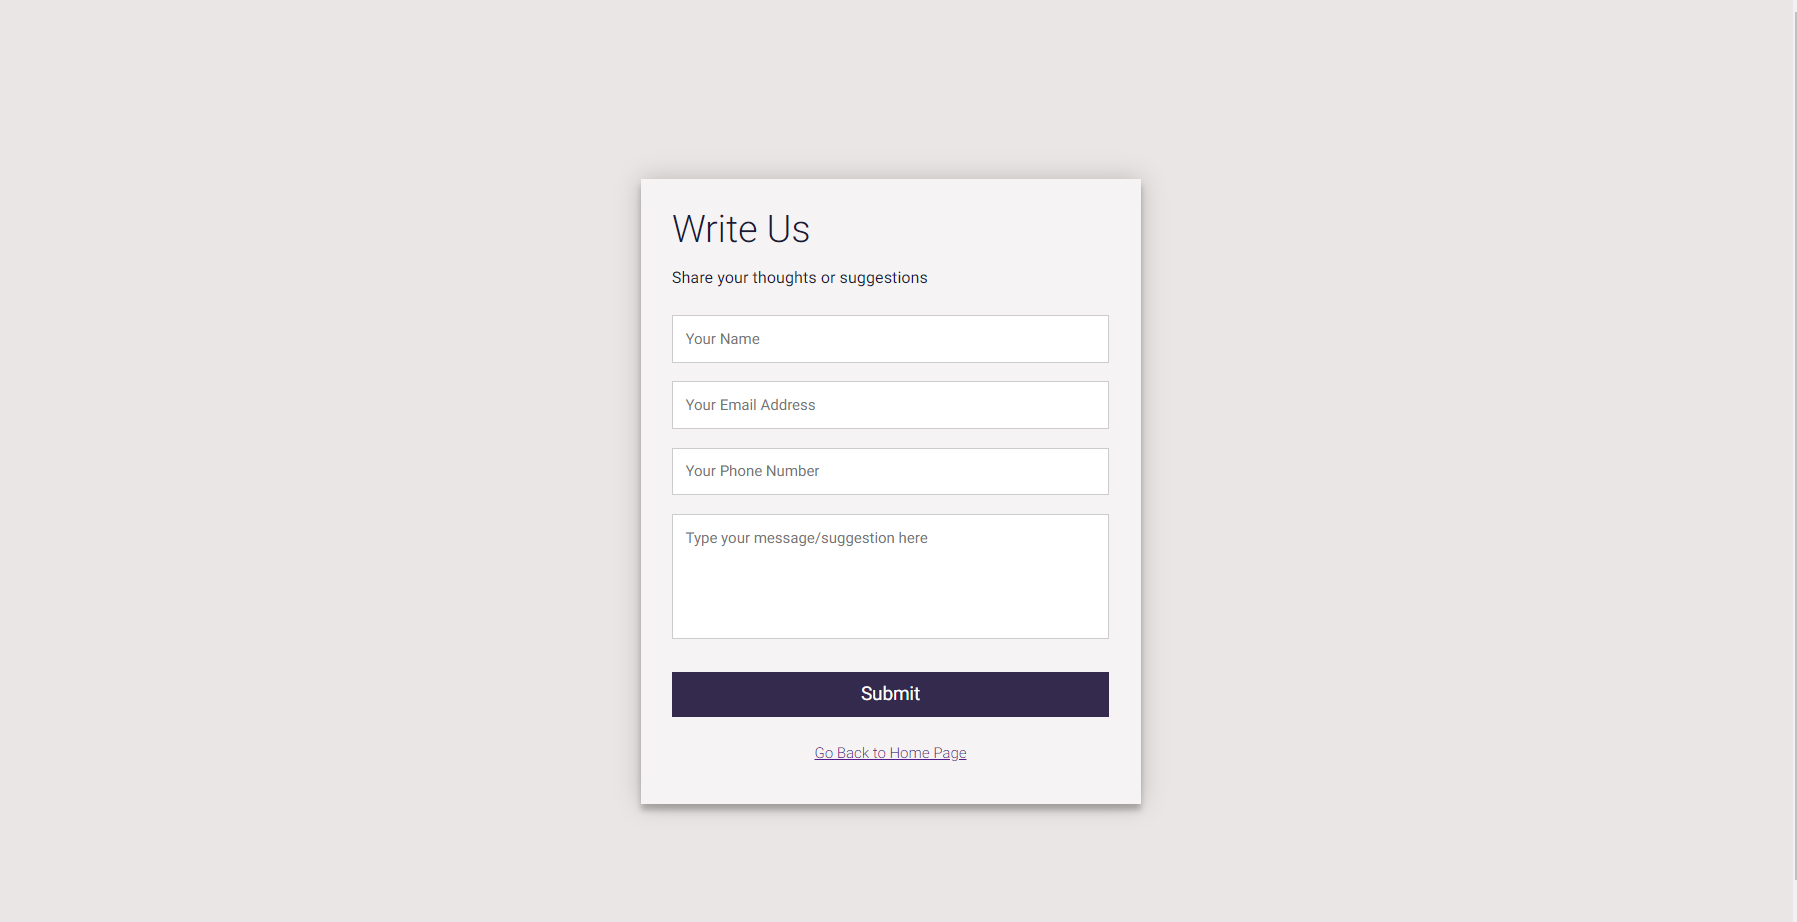 Write Us
Share your thoughts or suggestions
Your Name
Your Email Address
Your Phone Number
Type your message/suggestion here
Submit
Go Back to Home Page